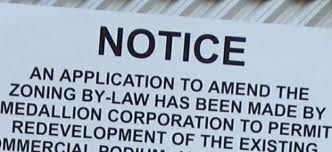 NOTICE
AN APPLICATION TO AMEND THE
ZONING BY-LAW HAS BEEN MADE BY
MEDALLION CORPORATION TO PERMIT
REDEVELOPMENT OF THE EXISTING